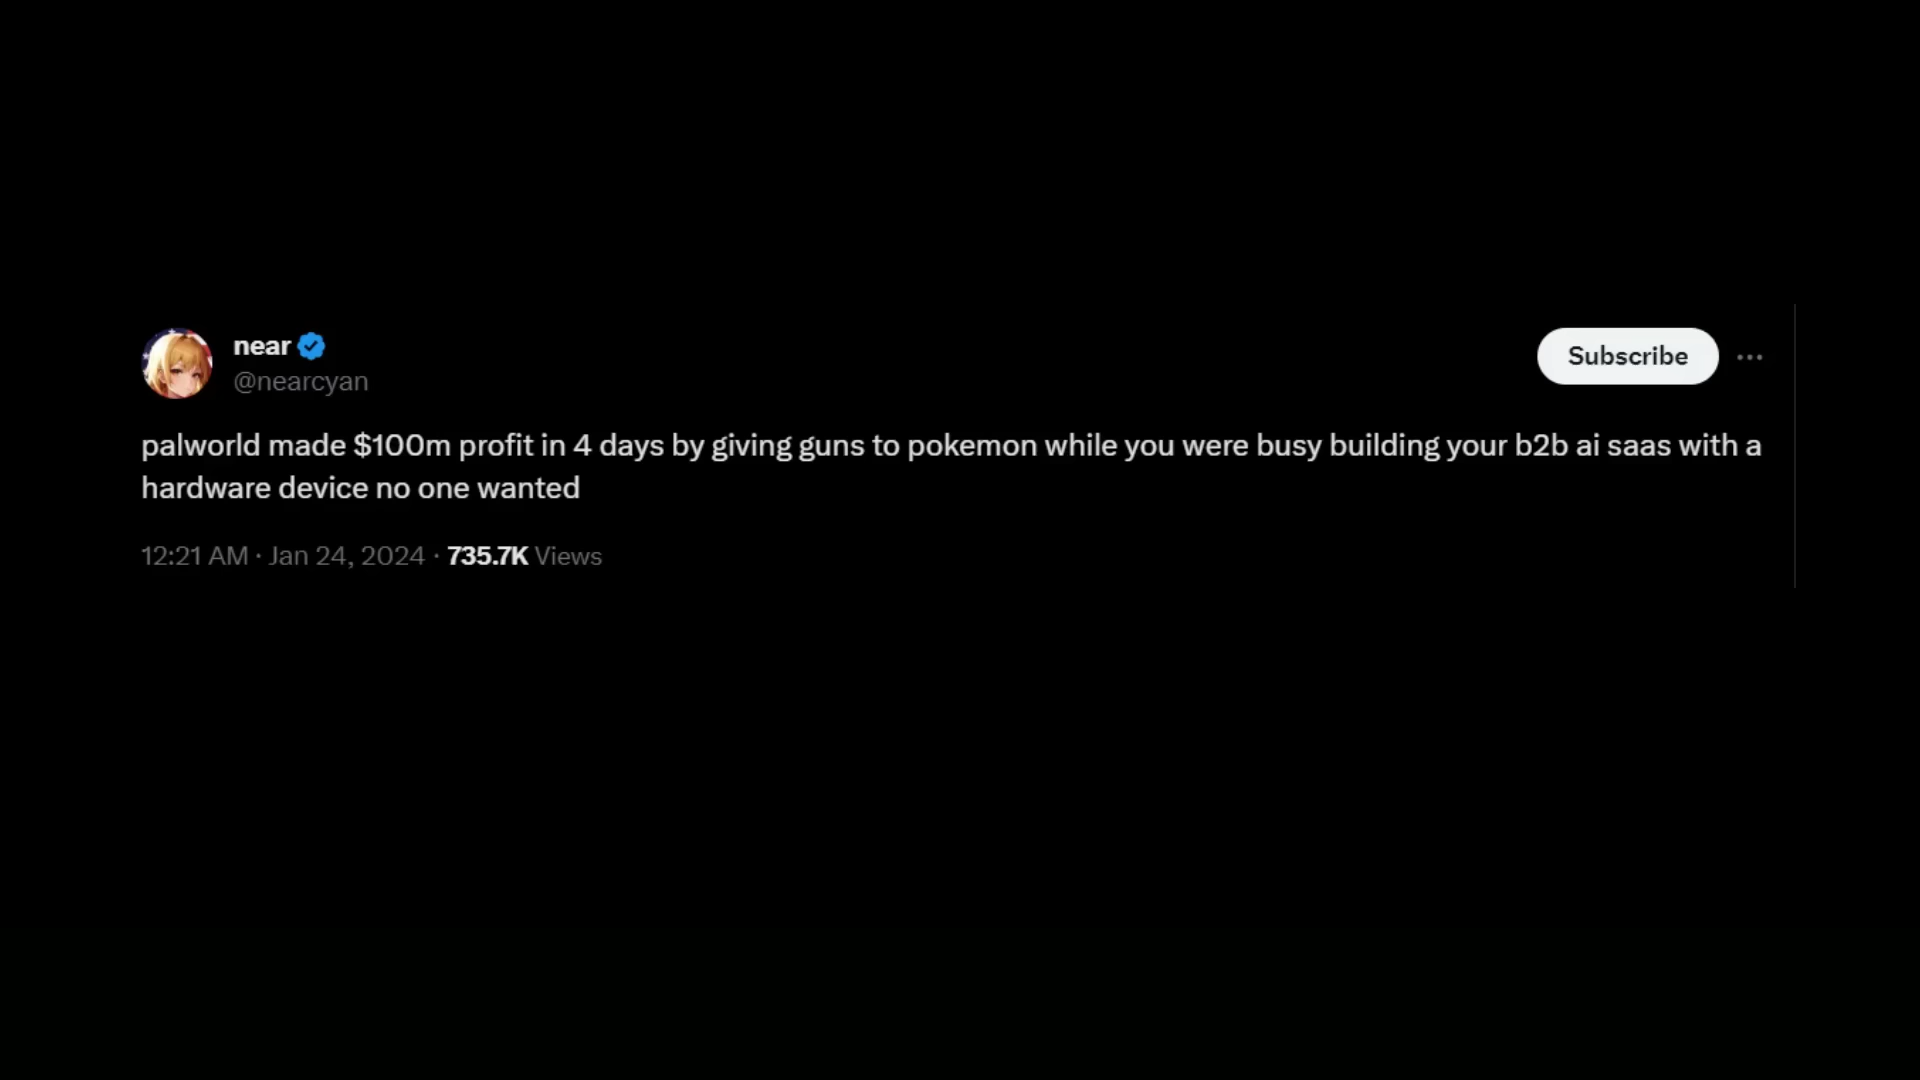 near
@nearcyan
Subscribe
palworld made $100m profit in 4 days by giving guns to pokemon while you were busy building your b2b ai saas with a
hardware device no one wanted
12:21 AM · Jan 24, 2024 · 735.7K Views